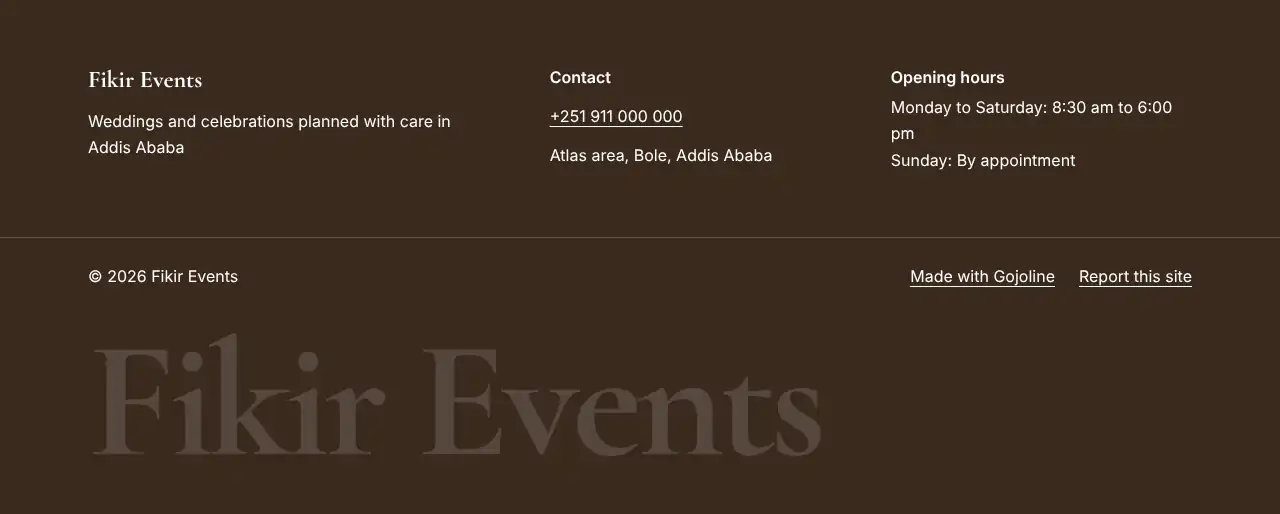 Fikir Events
Weddings and celebrations planned with care in
Addis Ababa
Contact
+251 911 000 000
Atlas area, Bole, Addis Ababa
Opening hours
Monday to Saturday: 8:30 am to 6:00
pm
Sunday: By appointment
© 2026 Fikir Events
Made with Gojoline
Report this site
Fikir Events